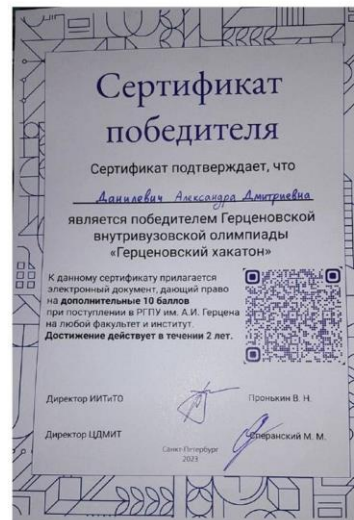 Сертификат
победителя
Сертификат подтверждает, что
Данилевич Александра Дмитриевна
является победителем Герценовской
внутривузовской олимпиады
«Герценовский хакатон»
К данному сертификату прилагается
электронный документ, дающий право
на дополнительные 10 баллов
при поступлении в РГПУ им. А.И. Герцена
на любой факультет и институт.
Достижение действует в течении 2 лет.
Директор ИИТиТО
Пронькин В. Н.
Директор ЦДМИТ
Сперанский М. М.
Санкт-Петербург
2023